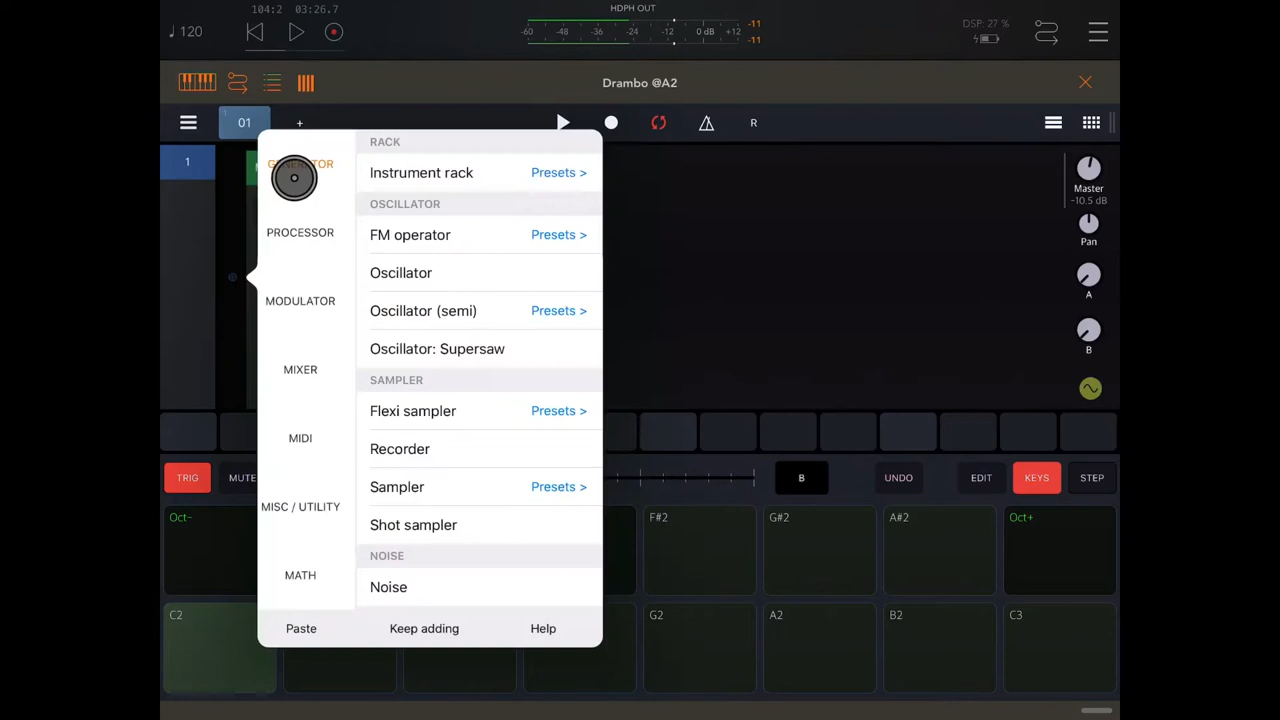 104:2 03:26.7
HDPH OUT
♩ 120
-60 -48 -36 -24 -12 0 dB +12
-11
-11
DSP: 27 %
Drambo @A2
1
01
+
R
1
GENERATOR
PROCESSOR
MODULATOR
MIXER
MIDI
MISC / UTILITY
MATH
RACK
Instrument rack Presets >
OSCILLATOR
FM operator Presets >
Oscillator
Oscillator (semi) Presets >
Oscillator: Supersaw
SAMPLER
Flexi sampler Presets >
Recorder
Sampler Presets >
Shot sampler
NOISE
Noise
Paste Keep adding Help
Master
-10.5 dB
Pan
A
B
TRIG MUTE B UNDO EDIT KEYS STEP
Oct- F#2 G#2 A#2 Oct+
C2 G2 A2 B2 C3